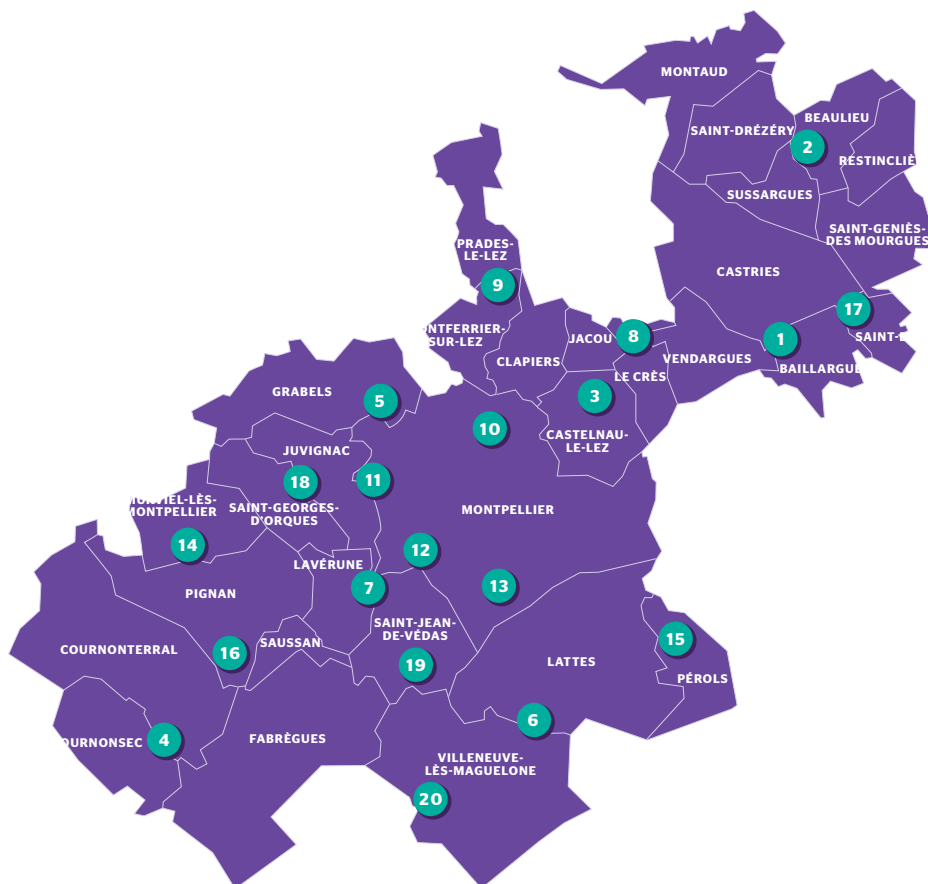 MONTAUD
SAINT-DRÉZÉRY
BEAULIEU
2
RESTINCLIÈ
SUSSARGUES
SAINT-GENIÈS-
DES MOURGUES
PRADES-
LE-LEZ
CASTRIES
9
17
ONTFERRIER-
SUR-LEZ
JACOU
8
1
SAINT-
CLAPIERS
VENDARGUES
BAILLARGUE
LE CRÈS
GRABELS
5
3
10
CASTELNAU-
LE-LEZ
JUVIGNAC
18
11
MONTVIEL-LÈS-
MONTPELLIER
SAINT-GEORGES-
D'ORQUES
MONTPELLIER
14
12
LAVÉRUNE
7
13
PIGNAN
SAINT-JEAN-
DE-VÉDAS
15
COURNONTERRAL
16
SAUSSAN
19
LATTES
PÉROLS
6
OURNONSEC
4
FABRÈGUES
VILLENEUVE-
LÈS-MAGUELONE
20